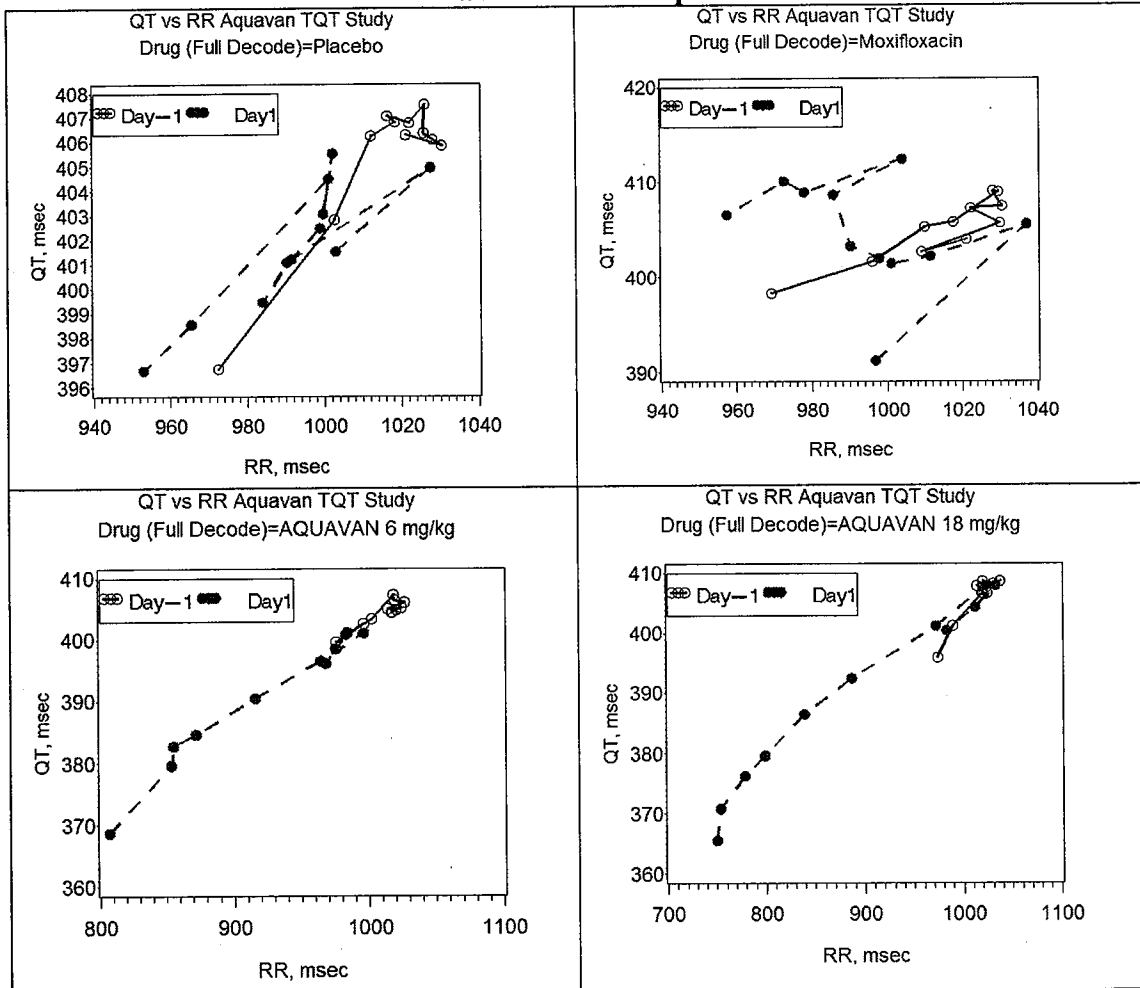 QT vs RR Aquavan TQT Study
Drug (Full Decode)=Placebo
408
407
406
405
404
403
402
401
400
399
398
397
396
QT, msec
Day−1
Day1
940
960
980
1000
1020
1040
RR, msec
QT vs RR Aquavan TQT Study
Drug (Full Decode)=Moxifloxacin
420
410
400
390
QT, msec
Day−1
Day1
940
960
980
1000
1020
1040
RR, msec
QT vs RR Aquavan TQT Study
Drug (Full Decode)=AQUAVAN 6 mg/kg
410
400
390
380
370
360
QT, msec
Day−1
Day1
800
900
1000
1100
RR, msec
QT vs RR Aquavan TQT Study
Drug (Full Decode)=AQUAVAN 18 mg/kg
410
400
390
380
370
360
QT, msec
Day−1
Day1
700
800
900
1000
1100
RR, msec